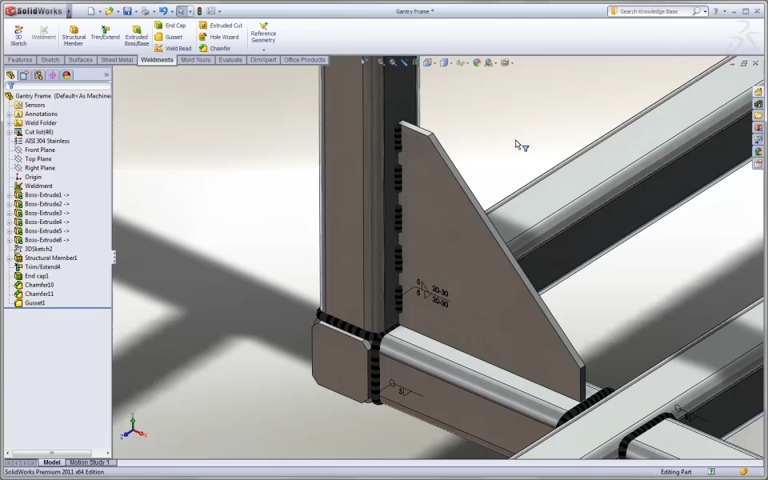 SolidWorks
Gantry Frame *
Search Knowledge Base
3D Sketch
Weldment
Structural Member
Trim/Extend
Extruded Boss/Base
End Cap
Gusset
Weld Bead
Extruded Cut
Hole Wizard
Chamfer
Reference Geometry
Features
Sketch
Surfaces
Sheet Metal
Weldments
Mold Tools
Evaluate
DimXpert
Office Products
Gantry Frame (Default<As Machine
Sensors
Annotations
Weld Folder
Cut list(46)
AISI 304 Stainless
Front Plane
Top Plane
Right Plane
Origin
Weldment
Boss-Extrude1 ->
Boss-Extrude2 ->
Boss-Extrude3 ->
Boss-Extrude4 ->
Boss-Extrude5 ->
Boss-Extrude6 ->
3DSketch2
Structural Member1
Trim/Extend4
End cap1
Chamfer10
Chamfer11
Gusset1
5 20-30
5 20-30
5
5
Model
Motion Study 1
SolidWorks Premium 2011 x64 Edition
Editing Part